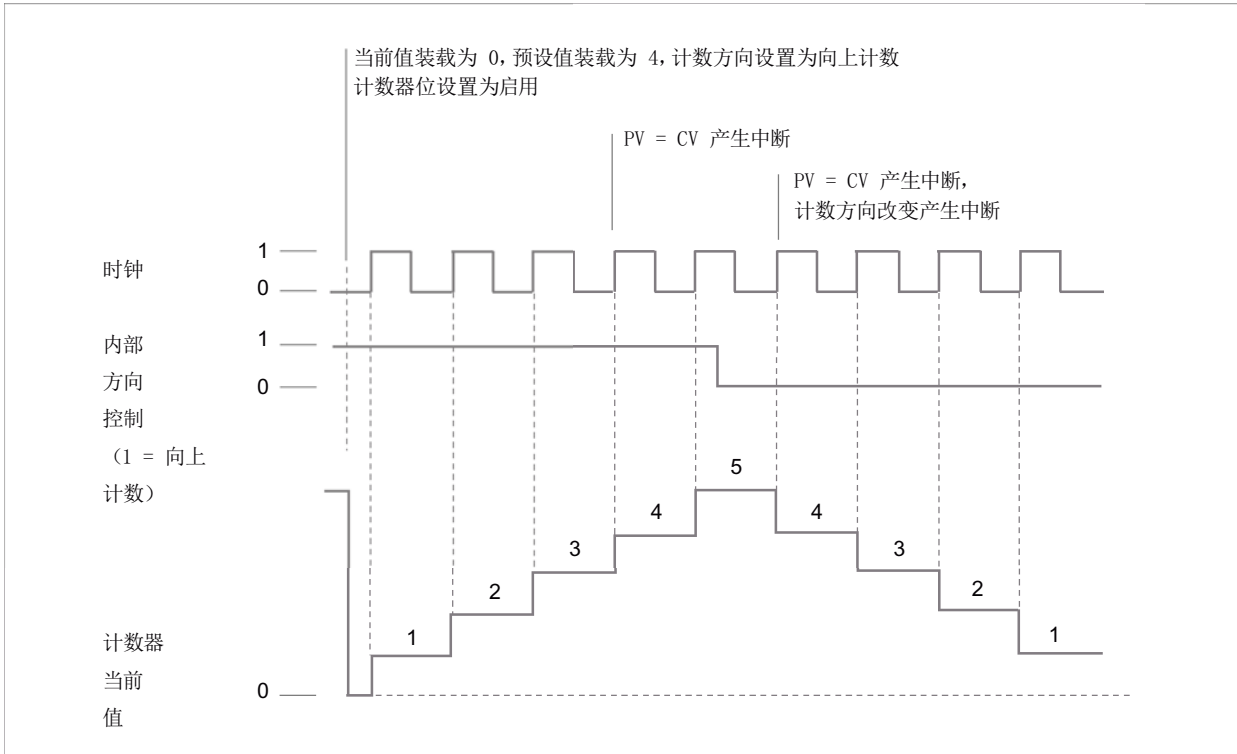 当前值装载为 0,预设值装载为 4,计数方向设置为向上计数
计数器位设置为启用
PV = CV 产生中断
PV = CV 产生中断,
计数方向改变产生中断
时钟
1
0
内部
方向
控制
(1 = 向上
计数)
1
0
计数器
当前
值
0
1
2
3
4
5
4
3
2
1